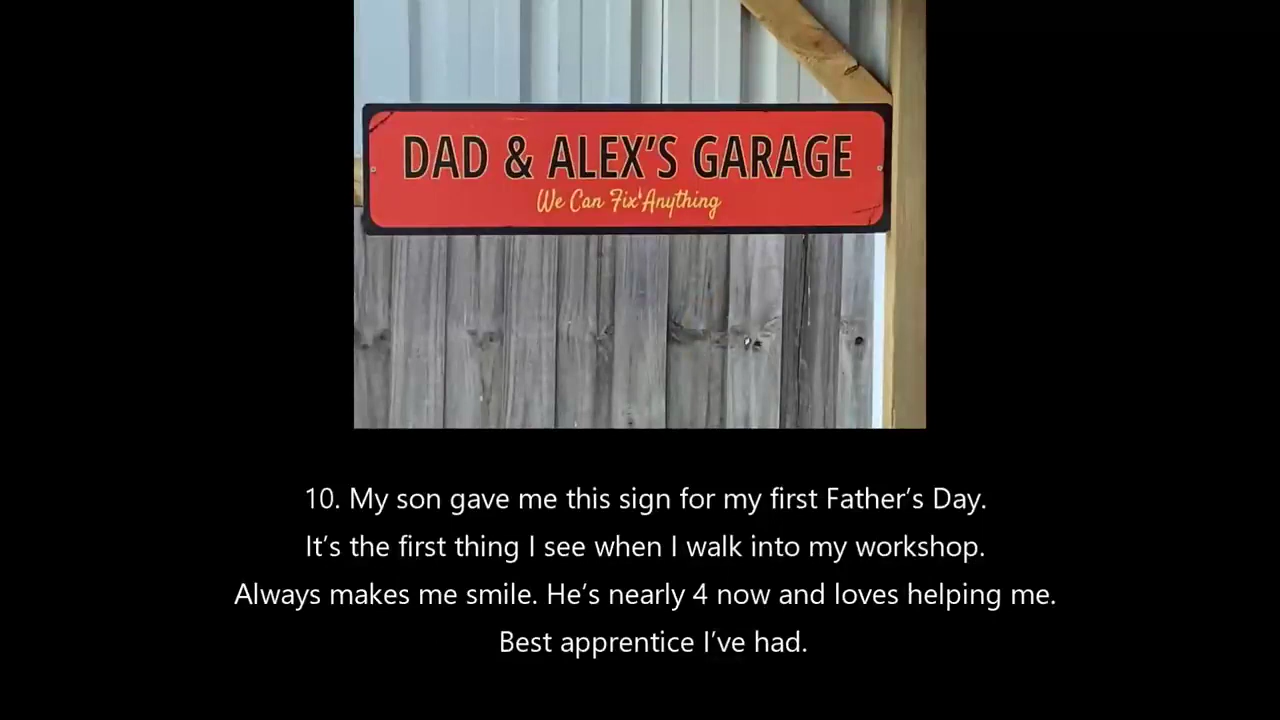 DAD & ALEX'S GARAGE
We Can Fix Anything
10. My son gave me this sign for my first Father’s Day.
It’s the first thing I see when I walk into my workshop.
Always makes me smile. He’s nearly 4 now and loves helping me.
Best apprentice I’ve had.